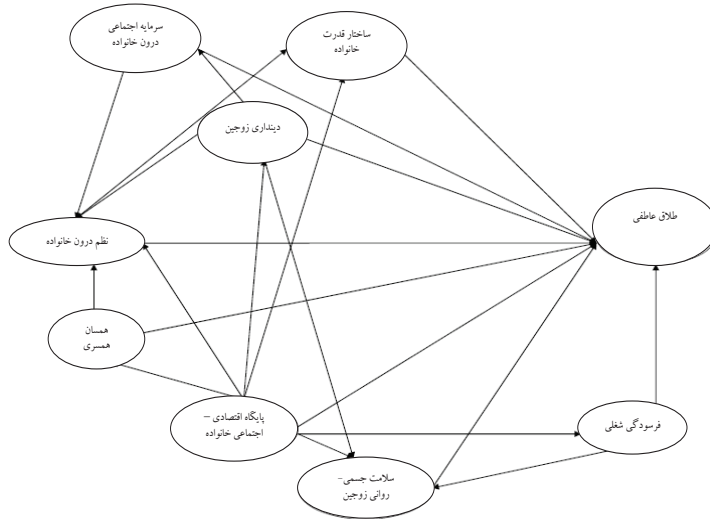 سرمایه اجتماعی
درون خانواده
ساختار قدرت
خانواده
دینداری زوجین
طلاق عاطفی
نظم درون خانواده
همسان
همسری
پایگاه اقتصادی –
اجتماعی خانواده
فرسودگی شغلی
سلامت جسمی-
روانی زوجین